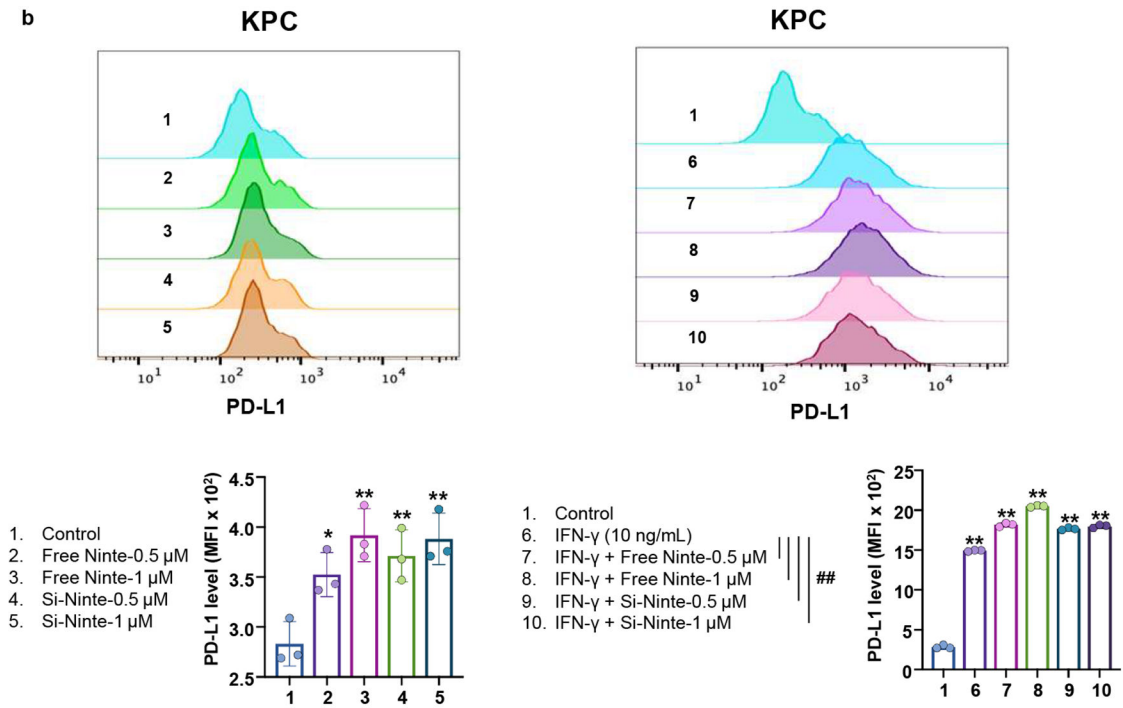 b
KPC
1
2
3
4
5
10¹ 10² 10³ 10⁴
PD-L1
KPC
1
6
7
8
9
10
10¹ 10² 10³ 10⁴
PD-L1
1. Control
2. Free Ninte-0.5 μM
3. Free Ninte-1 μM
4. Si-Ninte-0.5 μM
5. Si-Ninte-1 μM
PD-L1 level (MFI x 10²)
4.5
4.0
3.5
3.0
2.5
* ** ** **
1 2 3 4 5
1. Control
6. IFN-γ (10 ng/mL)
7. IFN-γ + Free Ninte-0.5 μM
8. IFN-γ + Free Ninte-1 μM
9. IFN-γ + Si-Ninte-0.5 μM
10. IFN-γ + Si-Ninte-1 μM
##
PD-L1 level (MFI x 10²)
25
20
15
10
5
0
** ** ** ** **
1 6 7 8 9 10